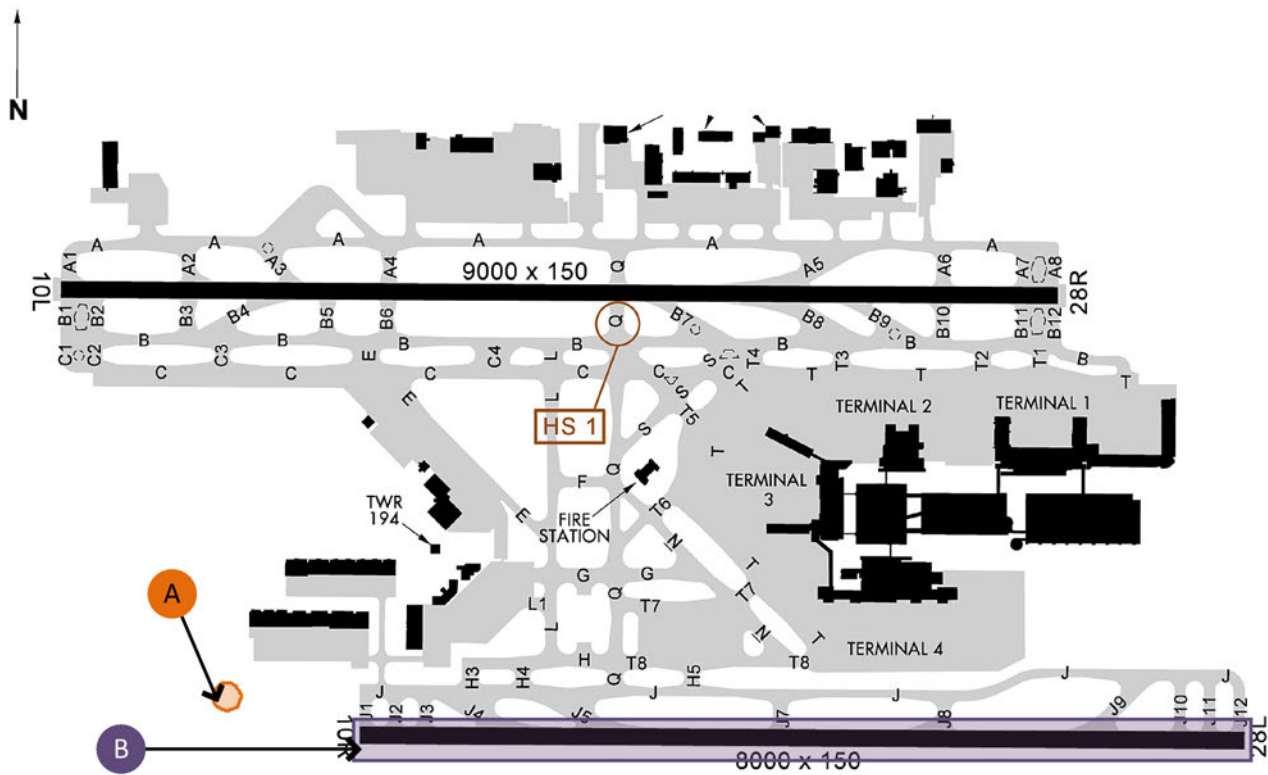 N
A
A
A
A
A
A
A1
A2
A3
A4
Q
A5
A6
A7
A8
9000 x 150
10L
28R
B1
B2
B3
B4
B5
B6
Q
B7
B8
B9
B10
B11
B12
B
B
B
B
B
B
B
C1
C2
C3
E
C4
L
S
C
T4
T3
T2
T1
C
C
C
C
C
T
T
T
T
E
L
S
T5
HS 1
S
T
TERMINAL 2
TERMINAL 1
TERMINAL
3
Q
F
TWR
194
E
FIRE
STATION
T6
N
T
A
G
G
Q
T7
T7
L1
L
N
T
TERMINAL 4
H
T8
T8
H3
H4
Q
H5
J
J
J
J
J
J1
J2
J3
J4
J5
J7
J8
J9
J10
J11
J12
B
10R
28L
8000 x 150